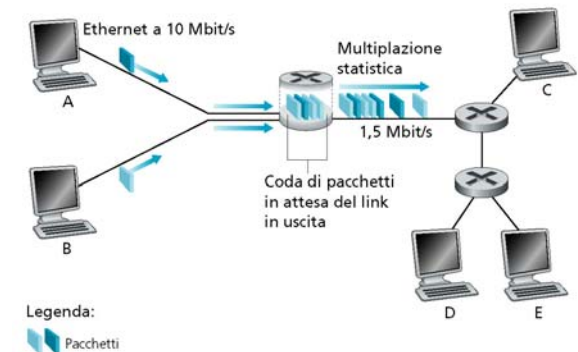 Ethernet a 10 Mbit/s
A
Multiplazione
statistica
C
1,5 Mbit/s
Coda di pacchetti
in attesa del link
in uscita
B
D
E
Legenda:
Pacchetti